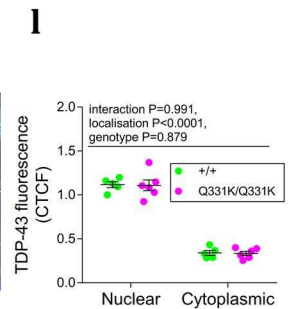 l
interaction P=0.991,
localisation P<0.0001,
genotype P=0.879
+/+
Q331K/Q331K
TDP-43 fluorescence
(CTCF)
2.0
1.5
1.0
0.5
0.0
Nuclear Cytoplasmic